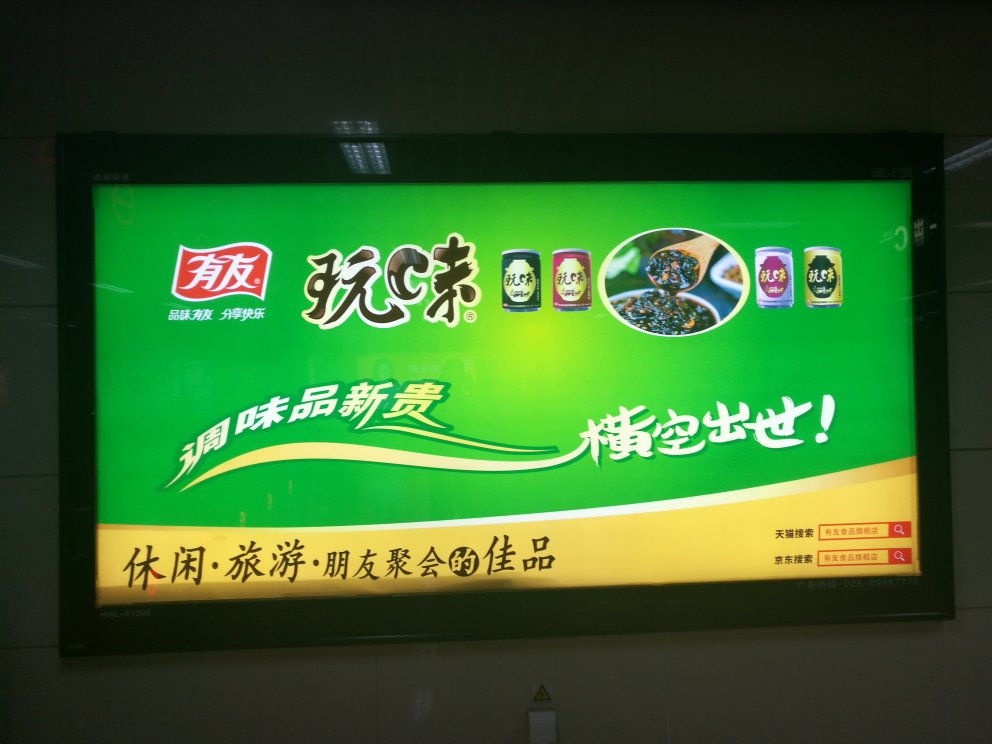 有友
品味有友 分享快乐
玩味
调味品新贵
横空出世！
休闲·旅游·朋友聚会的佳品
天猫搜索 有友食品旗舰店
京东搜索 有友食品旗舰店
HWL-X1206